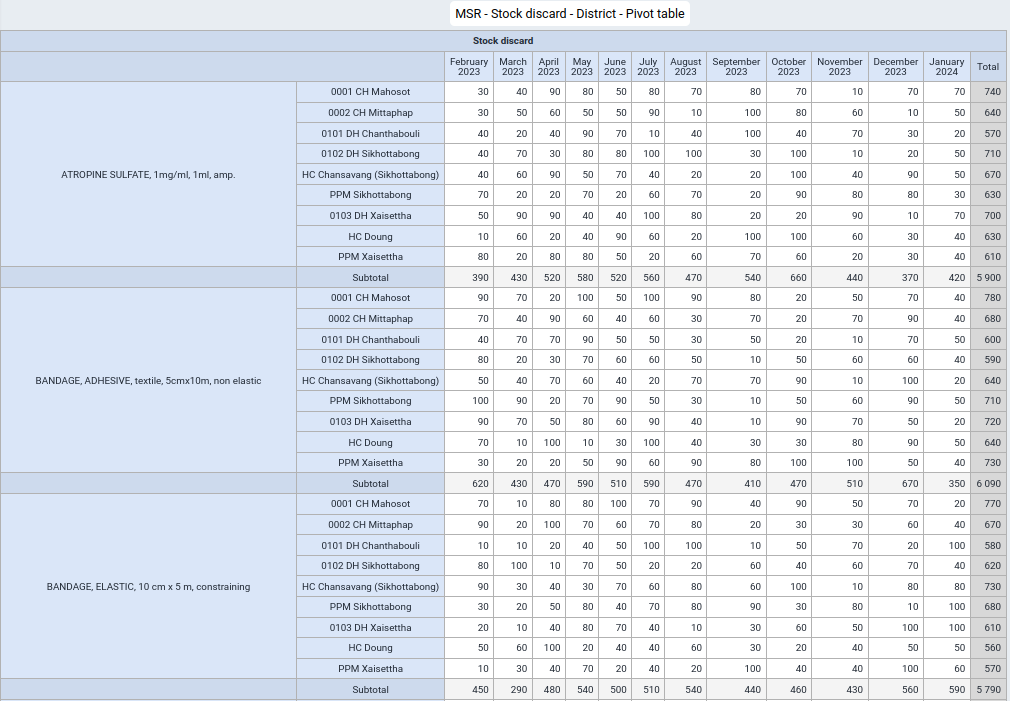 MSR - Stock discard - District - Pivot table
Stock discard
February 2023 March 2023 April 2023 May 2023 June 2023 July 2023 August 2023 September 2023 October 2023 November 2023 December 2023 January 2024 Total
ATROPINE SULFATE, 1mg/ml, 1ml, amp.
0001 CH Mahosot 30 40 90 80 50 80 70 80 70 10 70 70 740
0002 CH Mittaphap 30 50 60 50 50 90 10 100 80 60 10 50 640
0101 DH Chanthabouli 40 20 40 90 70 10 40 100 40 70 30 20 570
0102 DH Sikhottabong 40 70 30 80 80 100 100 30 100 10 20 50 710
HC Chansavang (Sikhottabong) 40 60 90 50 70 40 20 20 100 40 90 50 670
PPM Sikhottabong 70 20 20 70 20 60 70 20 90 80 80 30 630
0103 DH Xaisettha 50 90 90 40 40 100 80 20 20 90 10 70 700
HC Doung 10 60 20 40 90 60 20 100 100 60 30 40 630
PPM Xaisettha 80 20 80 80 50 20 60 70 60 20 30 40 610
Subtotal 390 430 520 580 520 560 470 540 660 440 370 420 5 900
BANDAGE, ADHESIVE, textile, 5cmx10m, non elastic
0001 CH Mahosot 90 70 20 100 50 100 90 80 20 50 70 40 780
0002 CH Mittaphap 70 40 90 60 40 60 30 70 20 70 90 40 680
0101 DH Chanthabouli 40 70 70 90 50 50 30 50 20 10 70 50 600
0102 DH Sikhottabong 80 20 30 70 60 60 50 10 50 60 60 40 590
HC Chansavang (Sikhottabong) 50 40 70 60 40 20 70 70 90 10 100 20 640
PPM Sikhottabong 100 90 20 70 90 50 30 10 50 60 90 50 710
0103 DH Xaisettha 90 70 50 80 60 90 40 10 90 70 50 20 720
HC Doung 70 10 100 10 30 100 40 30 30 80 90 50 640
PPM Xaisettha 30 20 20 50 90 60 90 80 100 100 50 40 730
Subtotal 620 430 470 590 510 590 470 410 470 510 670 350 6 090
BANDAGE, ELASTIC, 10 cm x 5 m, constraining
0001 CH Mahosot 70 10 80 80 100 70 90 40 90 50 70 20 770
0002 CH Mittaphap 90 20 100 70 60 70 80 20 30 30 60 40 670
0101 DH Chanthabouli 10 10 20 40 50 100 100 10 50 70 20 100 580
0102 DH Sikhottabong 80 100 10 70 50 20 20 60 40 60 70 40 620
HC Chansavang (Sikhottabong) 90 30 40 30 70 60 80 60 100 10 80 80 730
PPM Sikhottabong 30 20 50 80 40 70 80 90 30 80 10 100 680
0103 DH Xaisettha 20 10 40 80 70 40 10 30 60 50 100 100 610
HC Doung 50 60 100 20 40 40 60 30 20 40 50 50 560
PPM Xaisettha 10 30 40 70 20 40 20 100 40 40 100 60 570
Subtotal 450 290 480 540 500 510 540 440 460 430 560 590 5 790